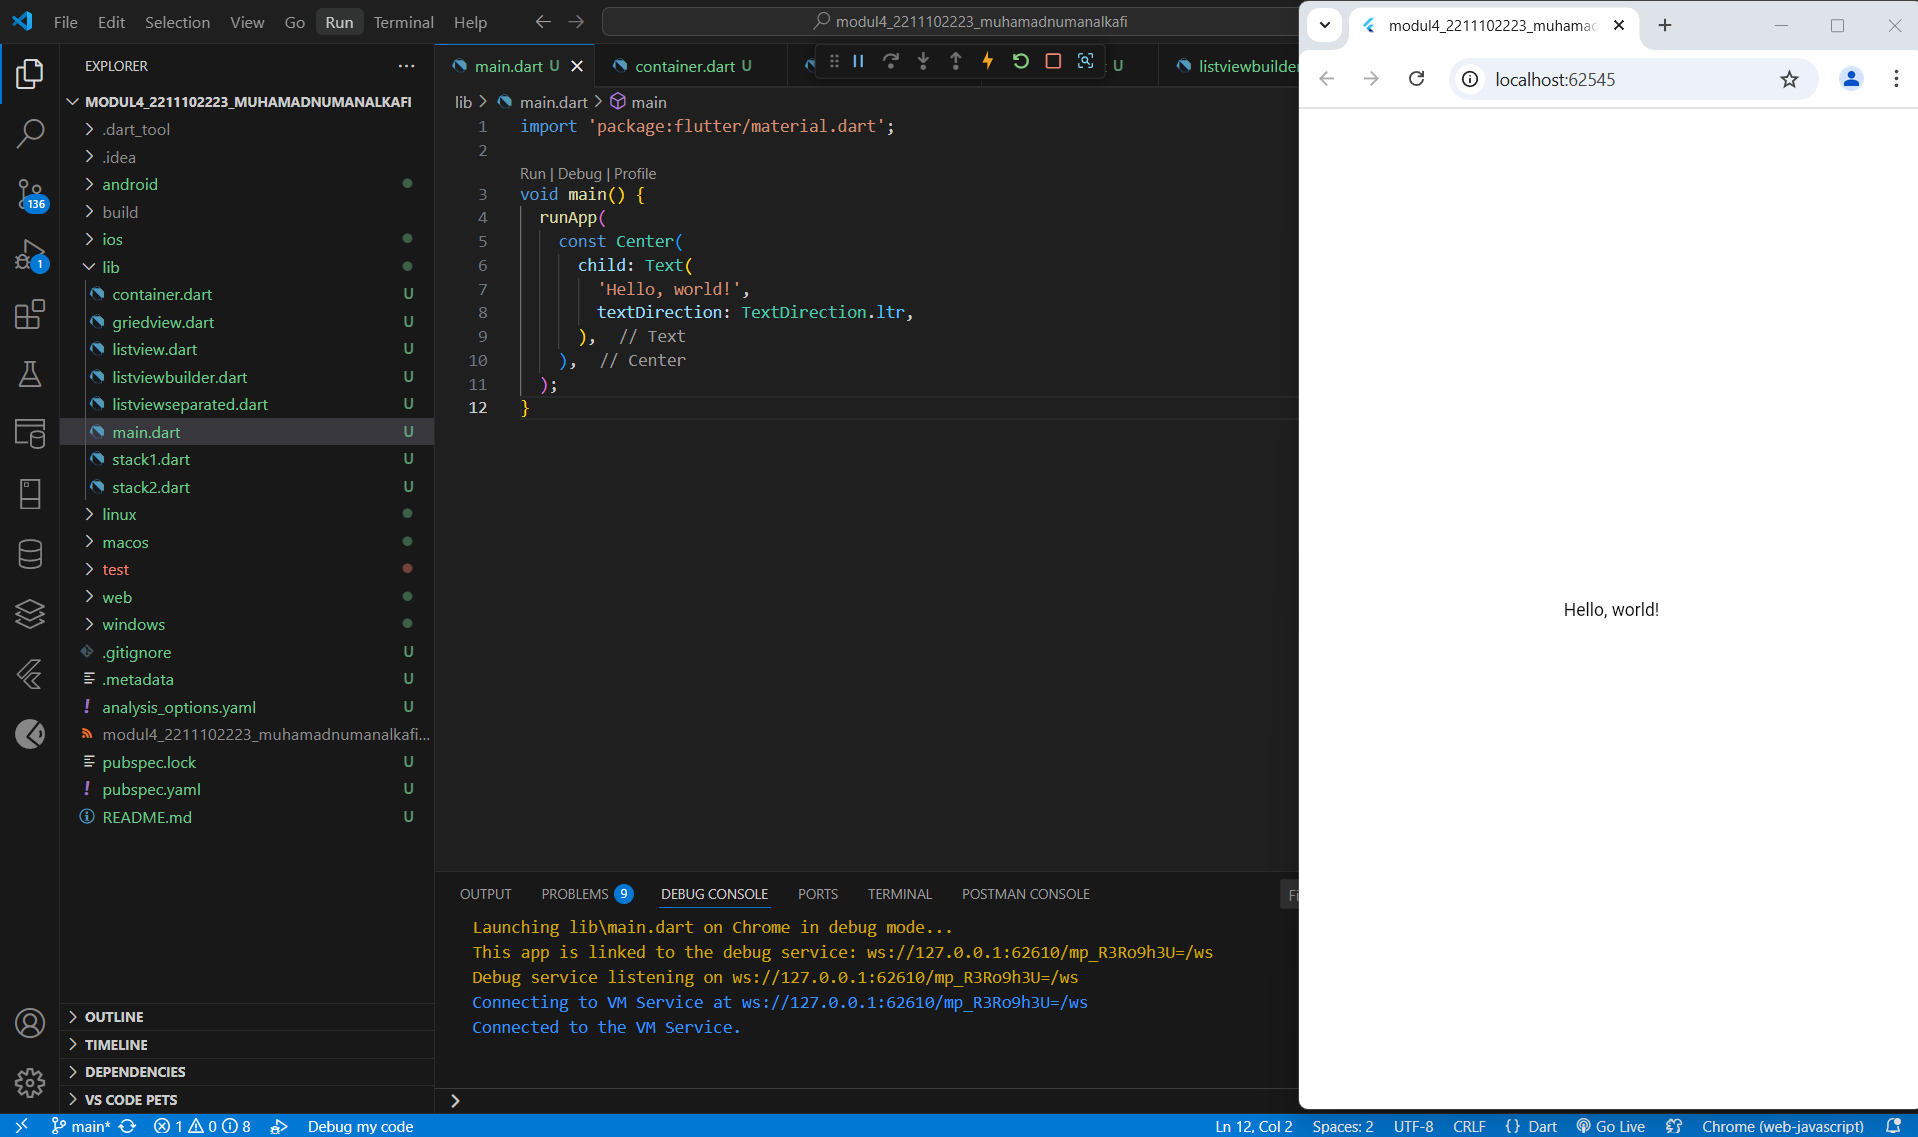 File Edit Selection View Go Run Terminal Help
modul4_2211102223_muhamadnumanalkafi
EXPLORER
MODUL4_2211102223_MUHAMADNUMANALKAFI
.dart_tool
.idea
android
build
ios
lib
container.dart U
griedview.dart U
listview.dart U
listviewbuilder.dart U
listviewseparated.dart U
main.dart U
stack1.dart U
stack2.dart U
linux
macos
test
web
windows
.gitignore U
.metadata U
analysis_options.yaml U
modul4_2211102223_muhamadnumanalkafi...
pubspec.lock U
pubspec.yaml U
README.md U
OUTLINE
TIMELINE
DEPENDENCIES
VS CODE PETS
136
1
main.dart U container.dart U U listviewbuilder
lib > main.dart > main
1 import 'package:flutter/material.dart';
2
Run | Debug | Profile
3 void main() {
4 runApp(
5 const Center(
6 child: Text(
7 'Hello, world!',
8 textDirection: TextDirection.ltr,
9 ), // Text
10 ), // Center
11 );
12 }
OUTPUT PROBLEMS 9 DEBUG CONSOLE PORTS TERMINAL POSTMAN CONSOLE Fi
Launching lib\main.dart on Chrome in debug mode...
This app is linked to the debug service: ws://127.0.0.1:62610/mp_R3Ro9h3U=/ws
Debug service listening on ws://127.0.0.1:62610/mp_R3Ro9h3U=/ws
Connecting to VM Service at ws://127.0.0.1:62610/mp_R3Ro9h3U=/ws
Connected to the VM Service.
modul4_2211102223_muhamad
localhost:62545
Hello, world!
main* 1 0 8 Debug my code Ln 12, Col 2 Spaces: 2 UTF-8 CRLF {} Dart Go Live Chrome (web-javascript)